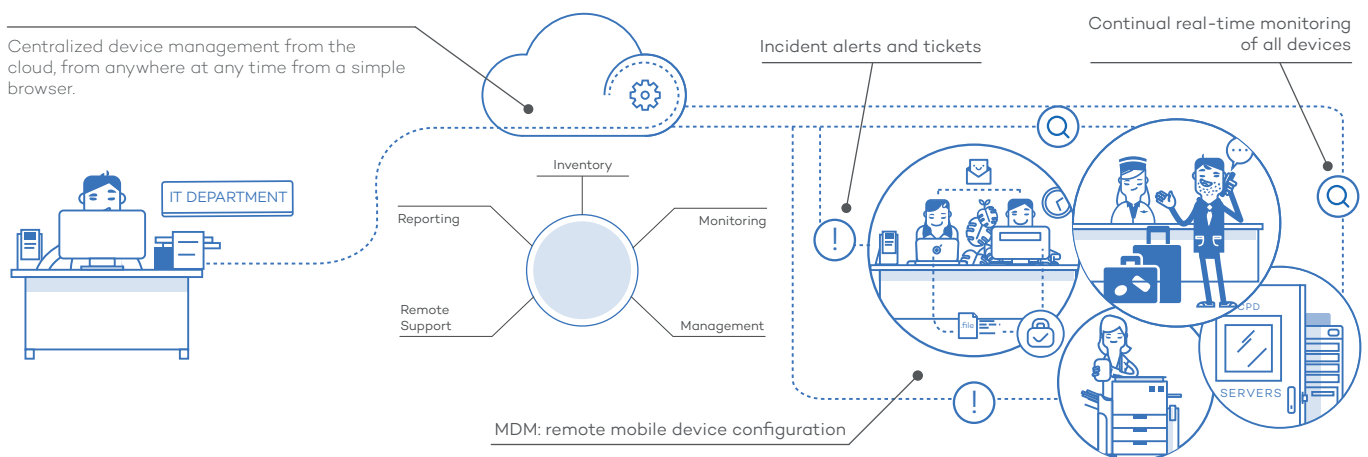 Centralized device management from the
cloud, from anywhere at any time from a simple
browser.
Incident alerts and tickets
Continual real-time monitoring
of all devices
IT DEPARTMENT
Inventory
Reporting
Monitoring
Remote
Support
Management
.file
CPD
SERVERS
MDM: remote mobile device configuration